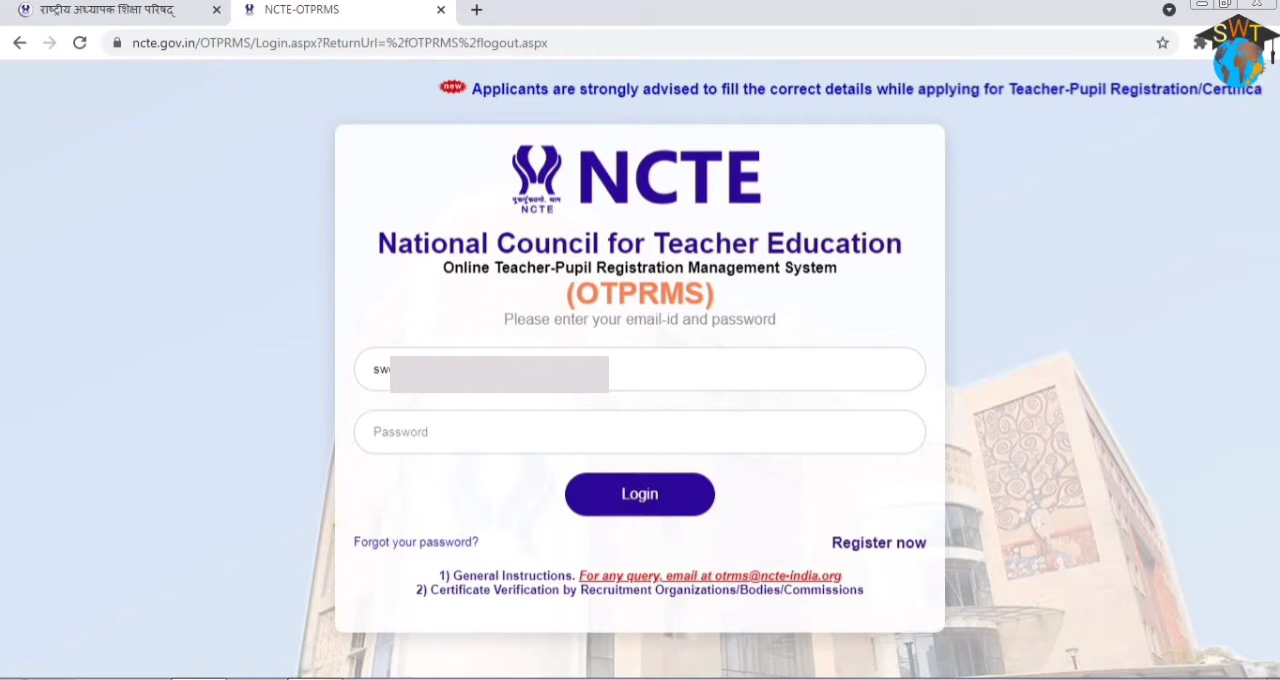 राष्ट्रीय अध्यापक शिक्षा परिषद्
NCTE-OTPRMS
ncte.gov.in/OTPRMS/Login.aspx?ReturnUrl=%2fOTPRMS%2flogout.aspx
SWT
new Applicants are strongly advised to fill the correct details while applying for Teacher-Pupil Registration/Certifica
NCTE
NCTE
National Council for Teacher Education
Online Teacher-Pupil Registration Management System
(OTPRMS)
Please enter your email-id and password
Password
Login
Forgot your password?
Register now
1) General Instructions. For any query, email at otrms@ncte-india.org
2) Certificate Verification by Recruitment Organizations/Bodies/Commissions